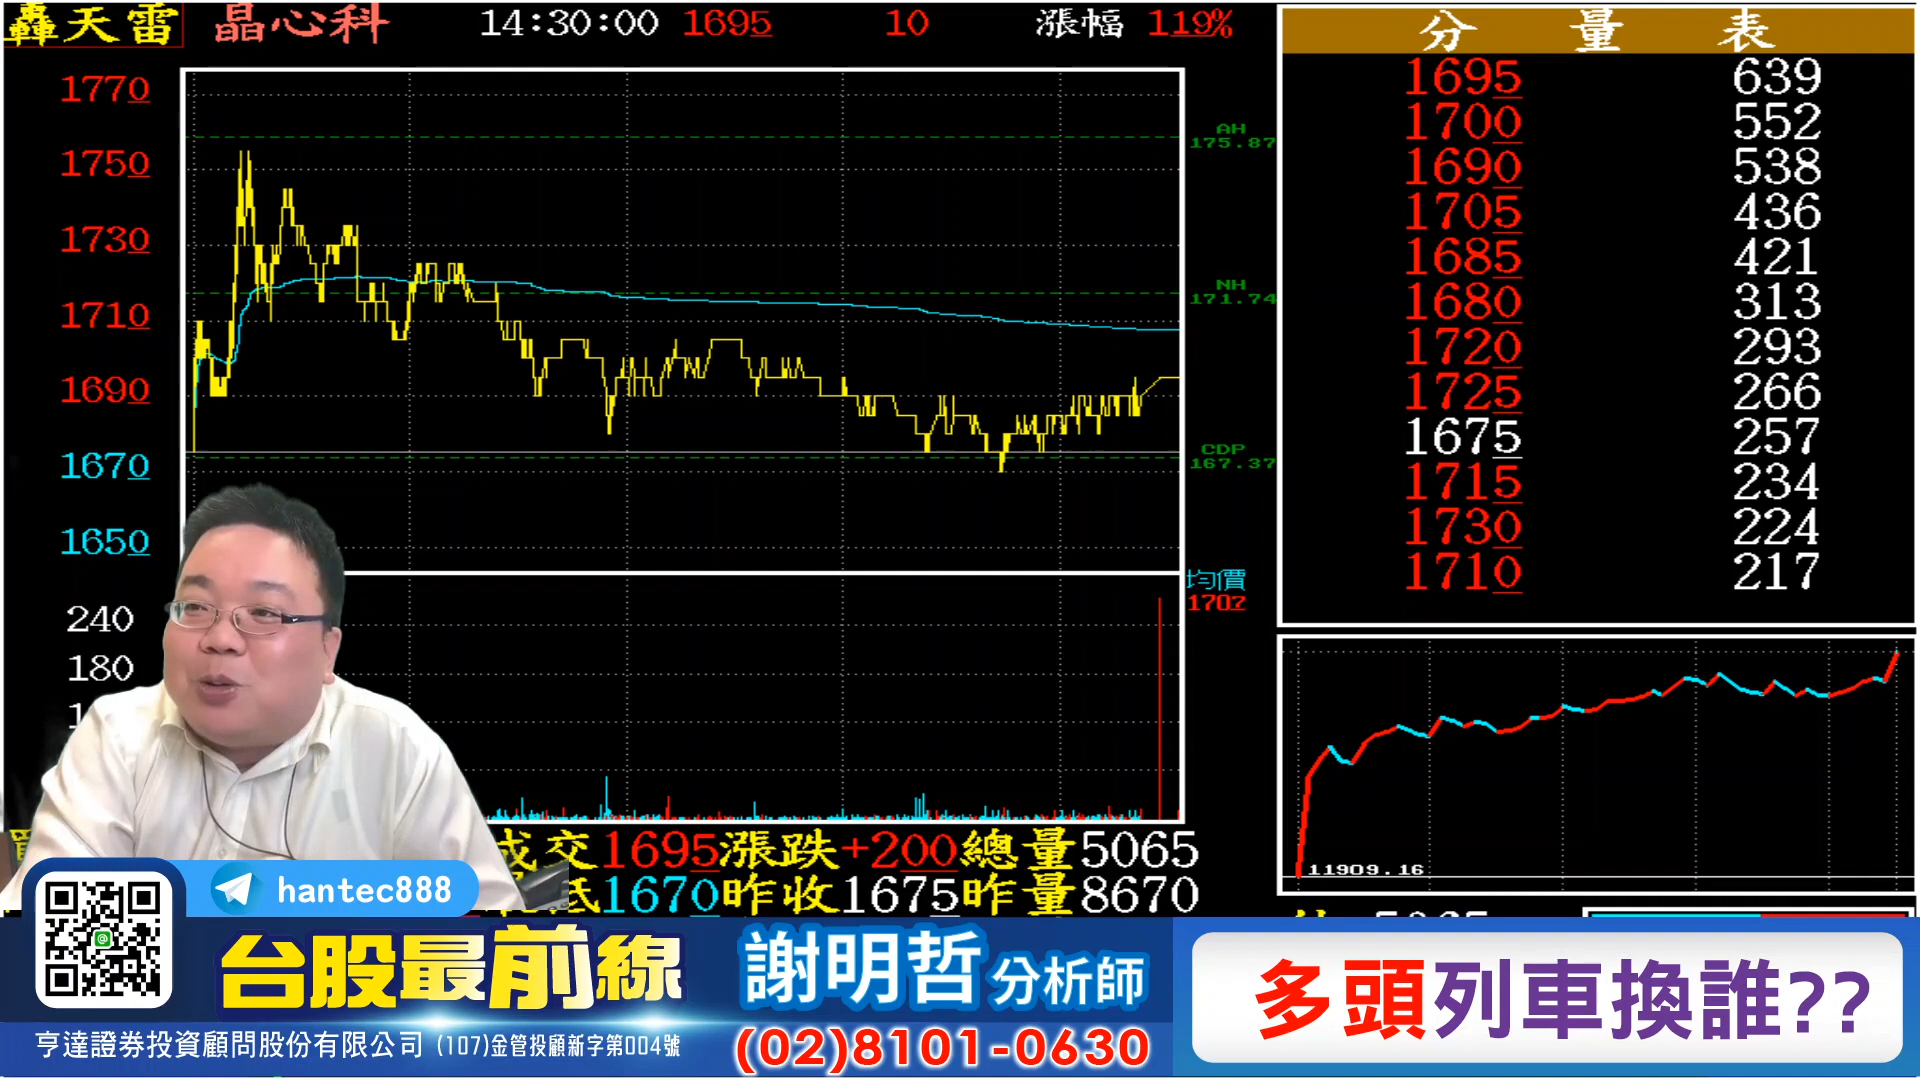 轟天雷 晶心科 14:30:00 1695 10 漲幅 119%
1770
1750
1730
1710
1690
1670
1650
240
180
AH
175.87
NH
171.74
CDP
167.37
均價
1707
分量表
1695 639
1700 552
1690 538
1705 436
1685 421
1680 313
1720 293
1725 266
1675 257
1715 234
1730 224
1710 217
11909.16
成交1695漲跌+200總量5065
低1670昨收1675昨量8670
hantec888
台股最前線
謝明哲 分析師
亨達證券投資顧問股份有限公司 (107)金管投顧新字第004號
(02)8101-0630
多頭列車換誰??